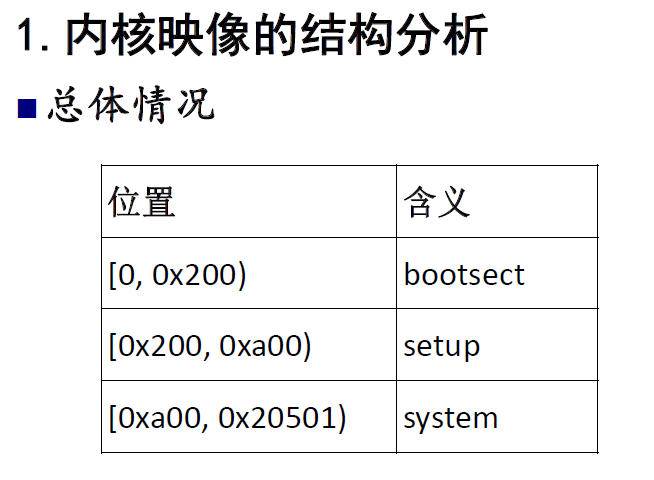 1.内核映像的结构分析
总体情况
位置 含义
[0, 0x200) bootsect
[0x200, 0xa00) setup
[0xa00, 0x20501) system